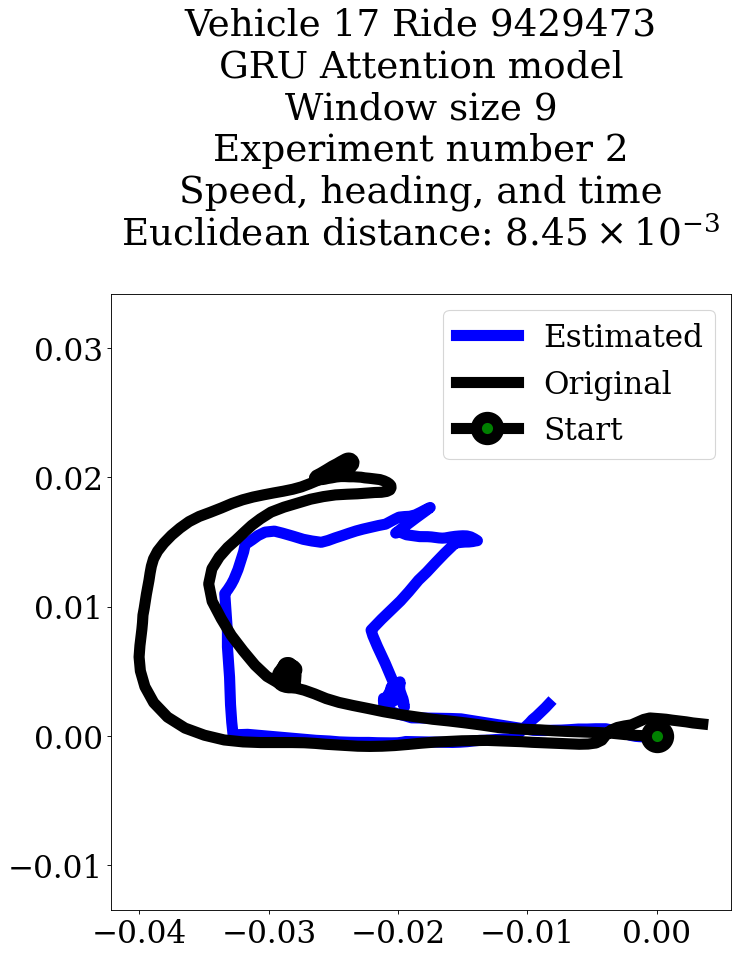 Vehicle 17 Ride 9429473
GRU Attention model
Window size 9
Experiment number 2
Speed, heading, and time
Euclidean distance: 8.45 × 10⁻³
Estimated
Original
Start
0.03
0.02
0.01
0.00
−0.01
−0.04 −0.03 −0.02 −0.01 0.00